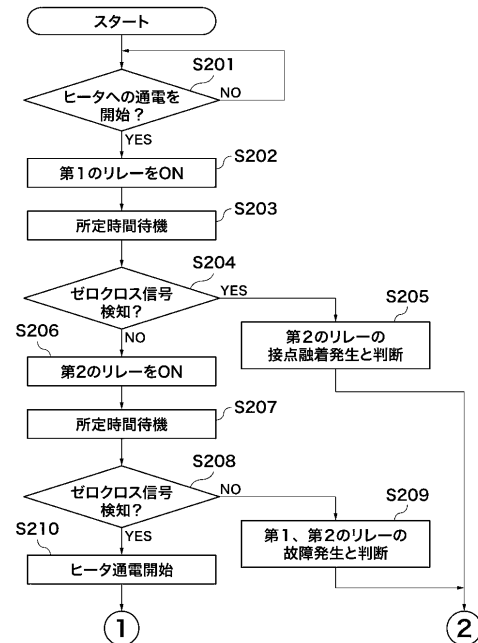 スタート
S201
ヒータへの通電を
開始？
NO
YES
S202
第1のリレーをON
S203
所定時間待機
S204
ゼロクロス信号
検知？
YES
NO
S205
第2のリレーの
接点融着発生と判断
S206
第2のリレーをON
S207
所定時間待機
S208
ゼロクロス信号
検知？
NO
YES
S209
第1、第2のリレーの
故障発生と判断
S210
ヒータ通電開始
1
2